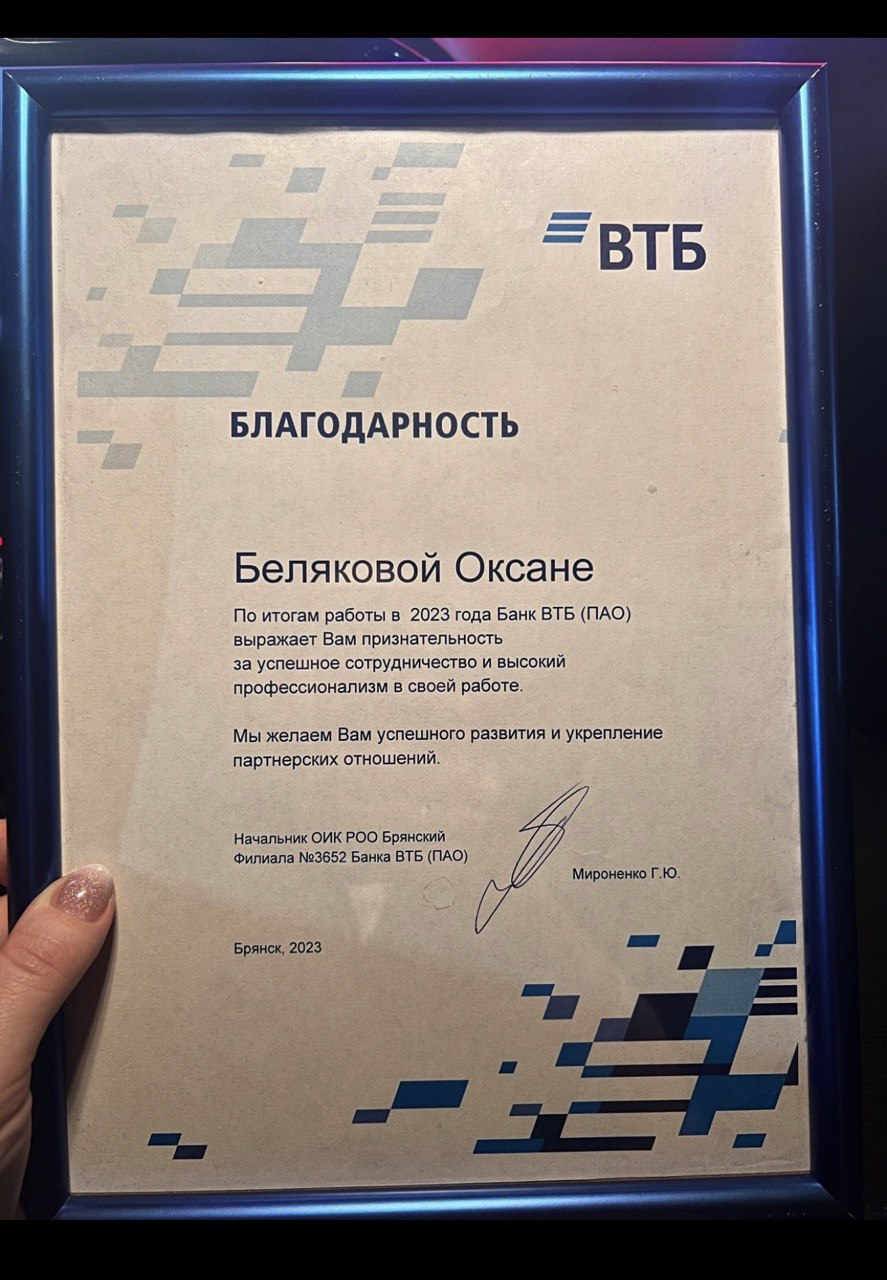 ВТБ
БЛАГОДАРНОСТЬ
Беляковой Оксане
По итогам работы в 2023 года Банк ВТБ (ПАО)
выражает Вам признательность
за успешное сотрудничество и высокий
профессионализм в своей работе.
Мы желаем Вам успешного развития и укрепление
партнерских отношений.
Начальник ОИК РОО Брянский
Филиала №3652 Банка ВТБ (ПАО)
Мироненко Г.Ю.
Брянск, 2023